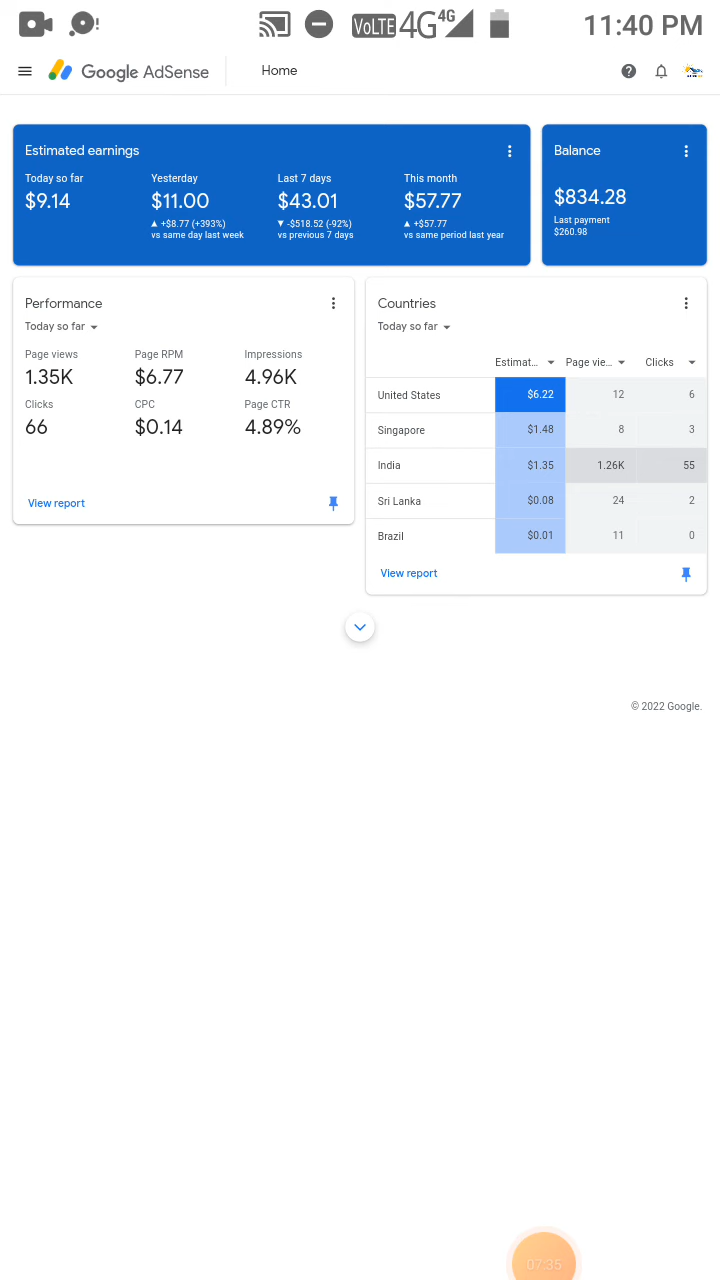 VoLTE 4G 4G 11:40 PM
Google AdSense Home
Estimated earnings
Today so far Yesterday Last 7 days This month
$9.14 $11.00 $43.01 $57.77
+$8.77 (+393%) -$518.52 (-92%) +$57.77
vs same day last week vs previous 7 days vs same period last year
Balance
$834.28
Last payment
$260.98
Performance
Today so far
Page views Page RPM Impressions
1.35K $6.77 4.96K
Clicks CPC Page CTR
66 $0.14 4.89%
View report
Countries
Today so far
Estimat... Page vie... Clicks
United States $6.22 12 6
Singapore $1.48 8 3
India $1.35 1.26K 55
Sri Lanka $0.08 24 2
Brazil $0.01 11 0
View report
© 2022 Google.
07:35